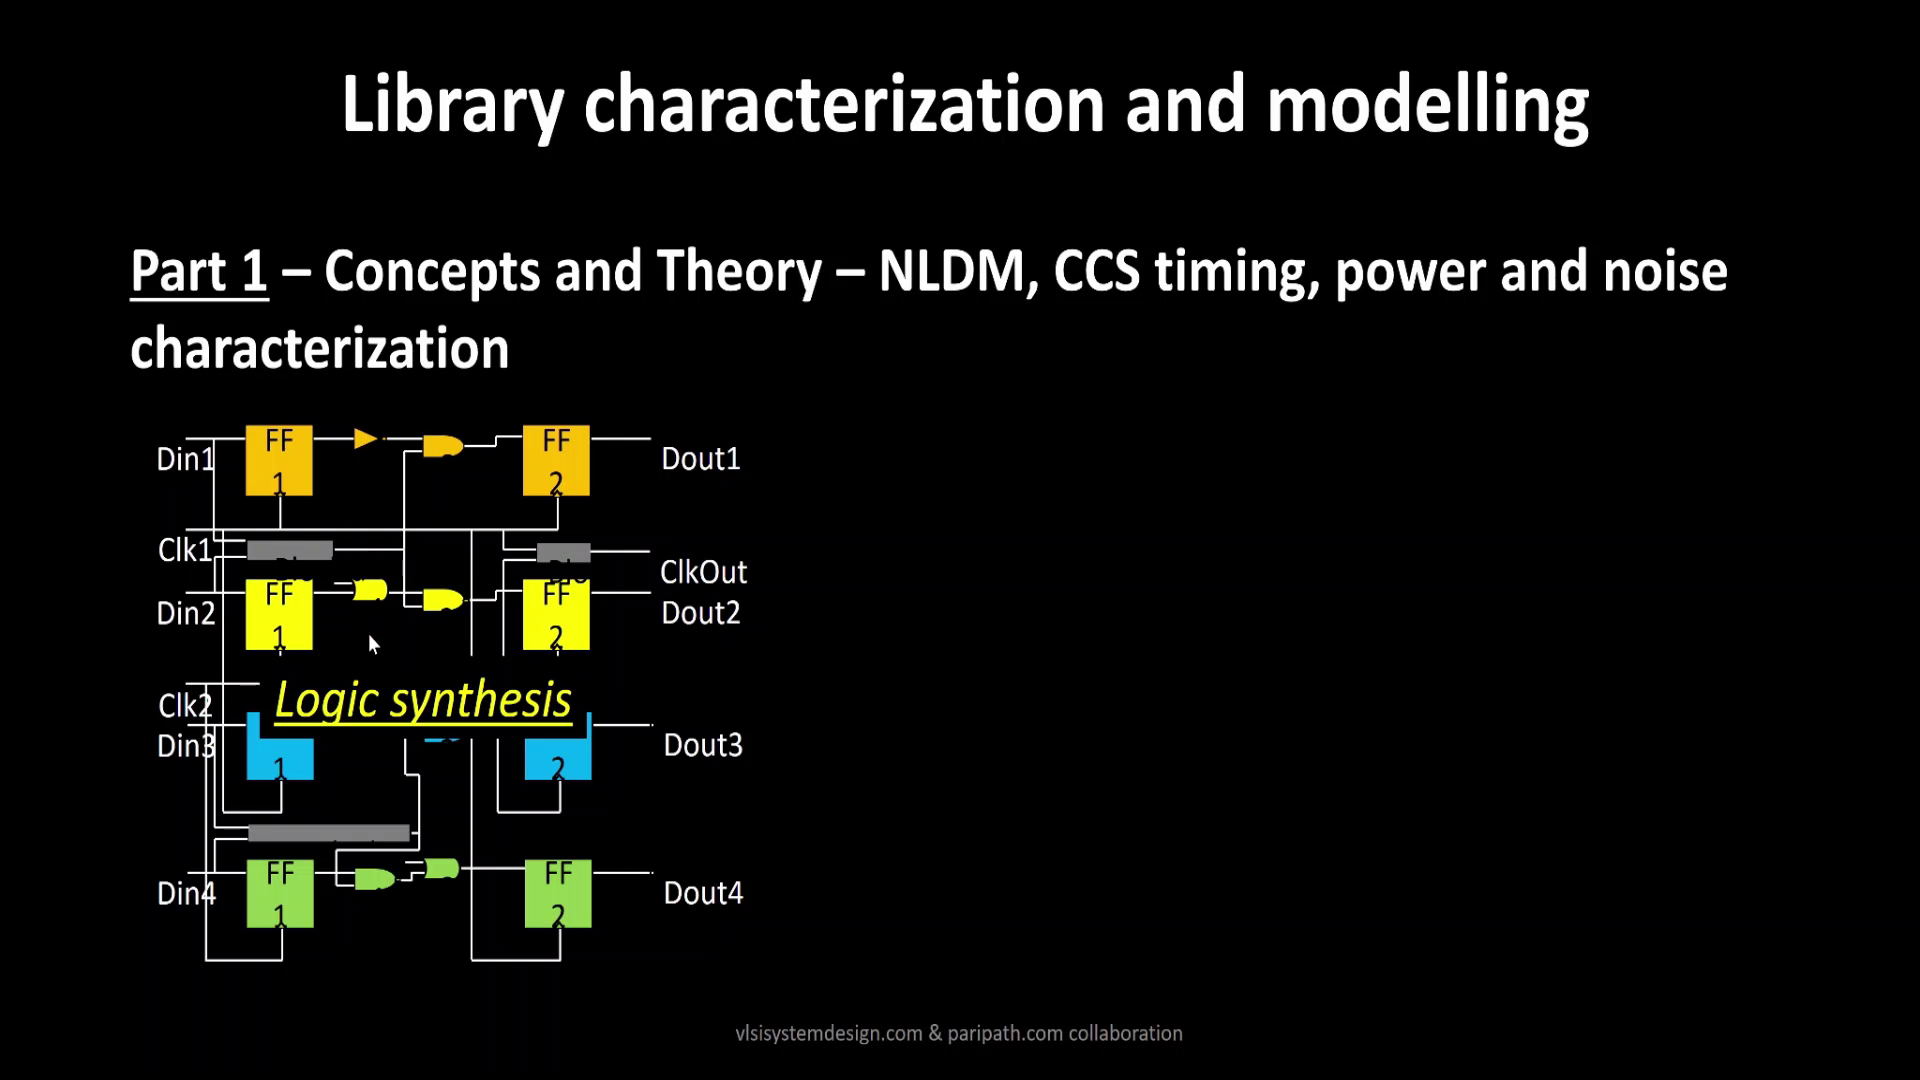 Library characterization and modelling
Part 1 – Concepts and Theory – NLDM, CCS timing, power and noise
characterization
FF
1
FF
2
Din1
Dout1
Clk1
ClkOut
FF
1
FF
2
Din2
Dout2
Clk2
Logic synthesis
Din3
1
2
Dout3
FF
1
FF
2
Din4
Dout4
vlsisystemdesign.com & paripath.com collaboration